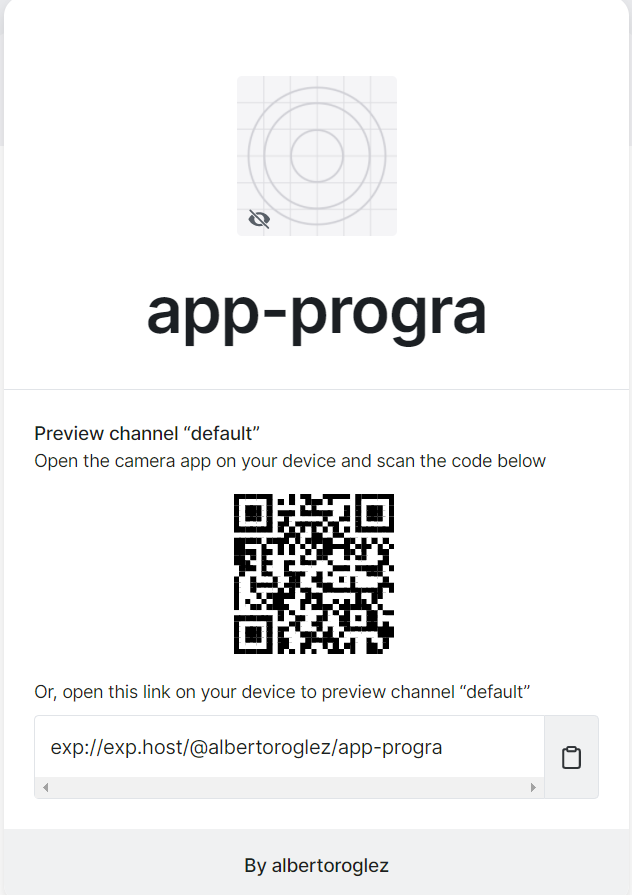 app-progra
Preview channel “default”
Open the camera app on your device and scan the code below
Or, open this link on your device to preview channel “default”
exp://exp.host/@albertoroglez/app-progra
By albertoroglez